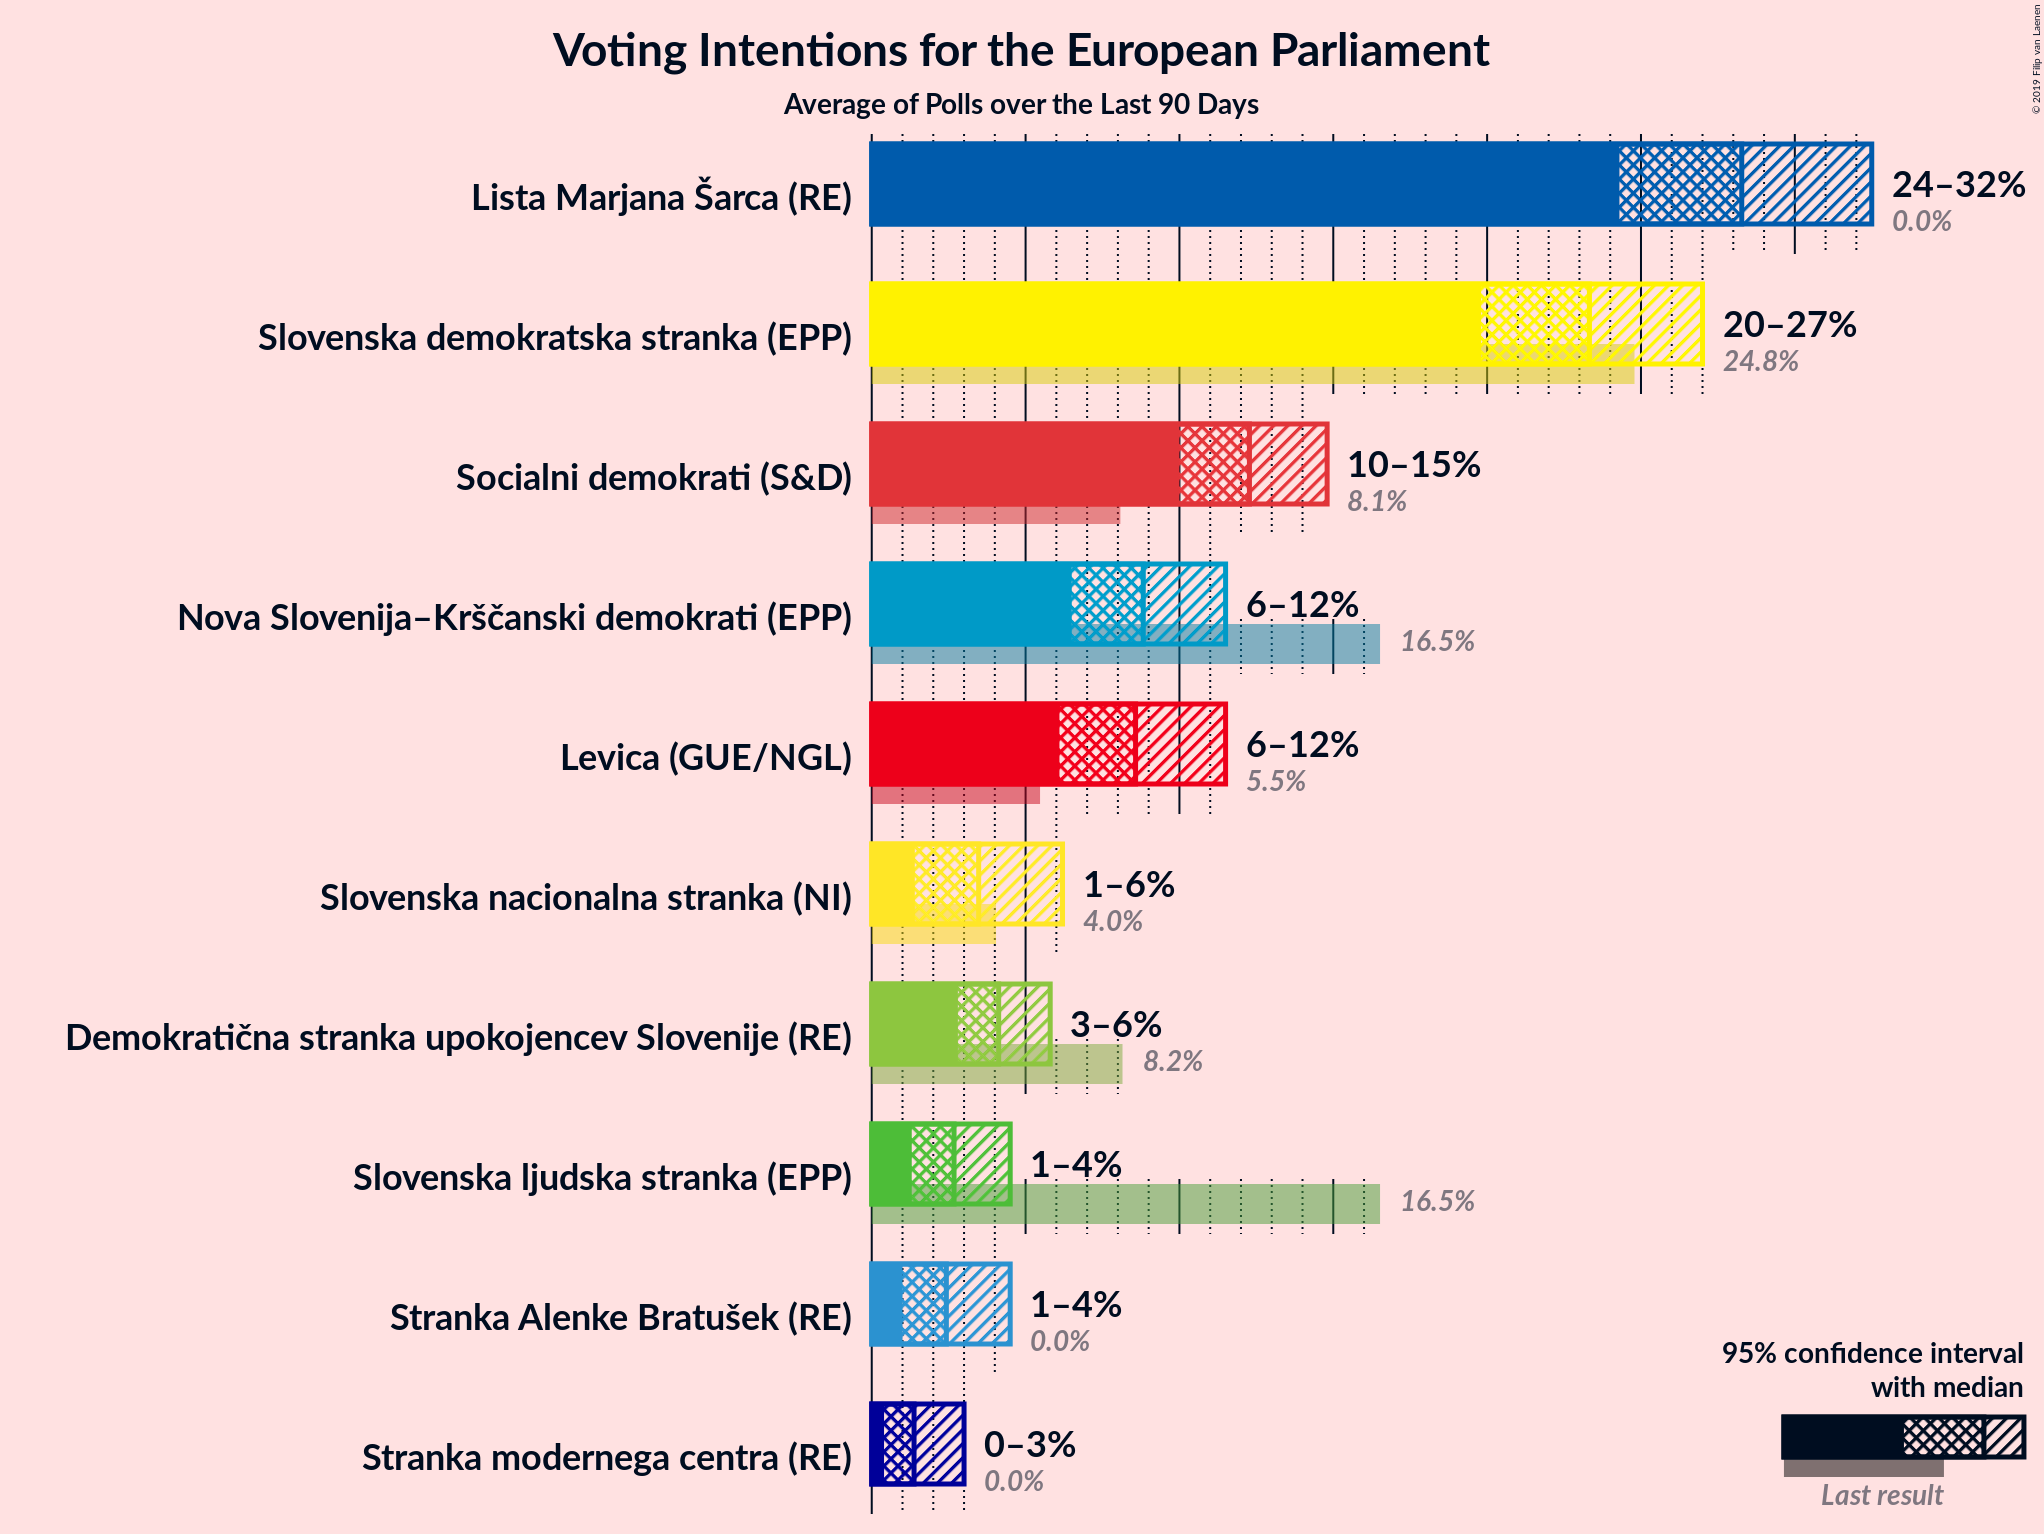 © 2019 Filip van Laenen
Voting Intentions for the European Parliament
Average of Polls over the Last 90 Days
Lista Marjana Šarca (RE)
24–32%
0.0%
Slovenska demokratska stranka (EPP)
20–27%
24.8%
Socialni demokrati (S&D)
10–15%
8.1%
Nova Slovenija–Krščanski demokrati (EPP)
6–12%
16.5%
Levica (GUE/NGL)
6–12%
5.5%
Slovenska nacionalna stranka (NI)
1–6%
4.0%
Demokratična stranka upokojencev Slovenije (RE)
3–6%
8.2%
Slovenska ljudska stranka (EPP)
1–4%
16.5%
Stranka Alenke Bratušek (RE)
1–4%
0.0%
Stranka modernega centra (RE)
0–3%
0.0%
95% confidence interval
with median
Last result